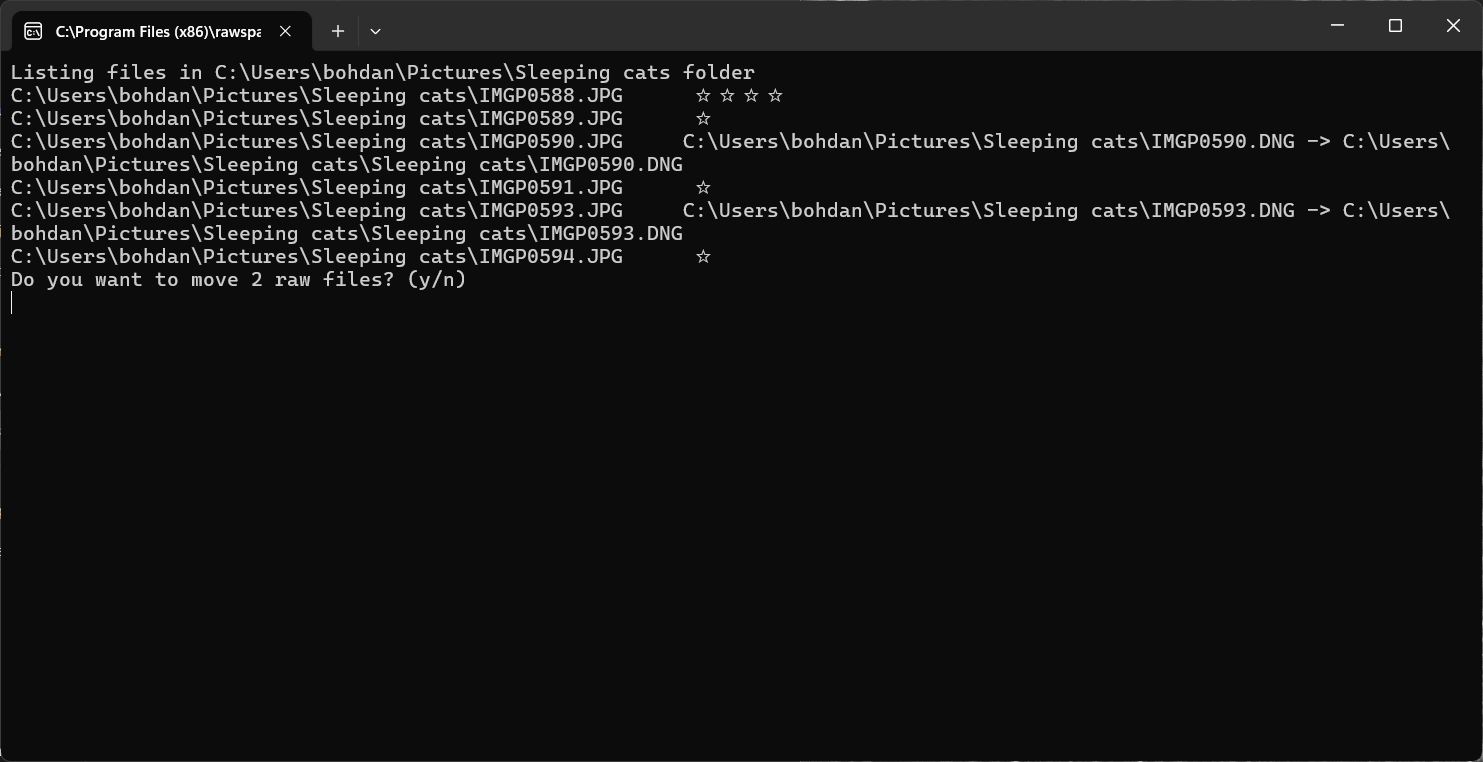 C:\Program Files (x86)\rawspa
Listing files in C:\Users\bohdan\Pictures\Sleeping cats folder
C:\Users\bohdan\Pictures\Sleeping cats\IMGP0588.JPG ☆ ☆ ☆ ☆
C:\Users\bohdan\Pictures\Sleeping cats\IMGP0589.JPG ☆
C:\Users\bohdan\Pictures\Sleeping cats\IMGP0590.JPG C:\Users\bohdan\Pictures\Sleeping cats\IMGP0590.DNG -> C:\Users\
bohdan\Pictures\Sleeping cats\Sleeping cats\IMGP0590.DNG
C:\Users\bohdan\Pictures\Sleeping cats\IMGP0591.JPG ☆
C:\Users\bohdan\Pictures\Sleeping cats\IMGP0593.JPG C:\Users\bohdan\Pictures\Sleeping cats\IMGP0593.DNG -> C:\Users\
bohdan\Pictures\Sleeping cats\Sleeping cats\IMGP0593.DNG
C:\Users\bohdan\Pictures\Sleeping cats\IMGP0594.JPG ☆
Do you want to move 2 raw files? (y/n)